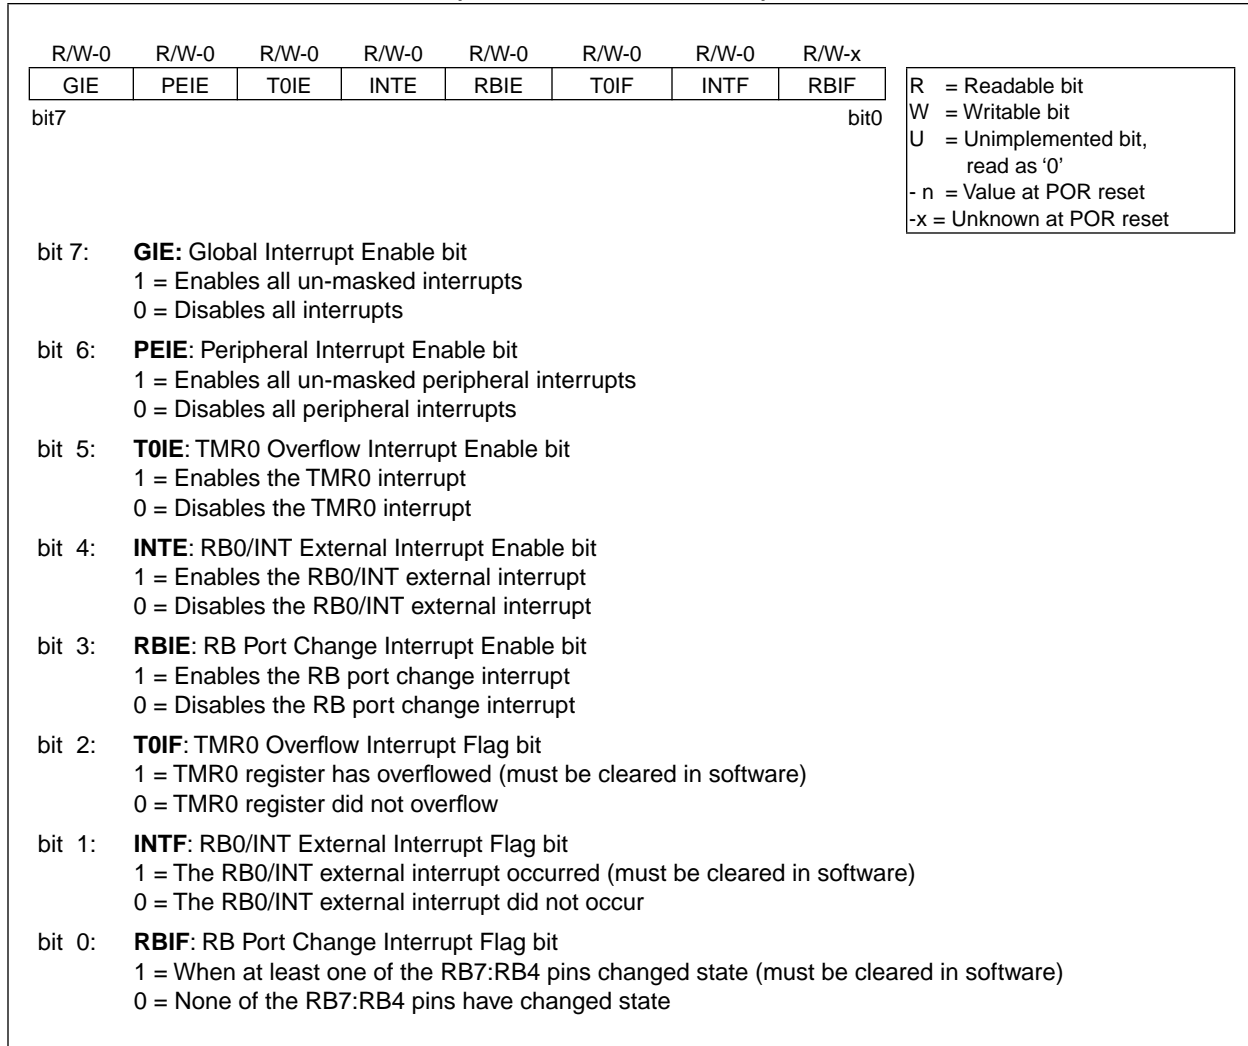 R/W-0 R/W-0 R/W-0 R/W-0 R/W-0 R/W-0 R/W-0 R/W-x
GIE PEIE T0IE INTE RBIE T0IF INTF RBIF
bit7 bit0
R = Readable bit
W = Writable bit
U = Unimplemented bit,
read as ‘0’
- n = Value at POR reset
-x = Unknown at POR reset
bit 7: GIE: Global Interrupt Enable bit
1 = Enables all un-masked interrupts
0 = Disables all interrupts
bit 6: PEIE: Peripheral Interrupt Enable bit
1 = Enables all un-masked peripheral interrupts
0 = Disables all peripheral interrupts
bit 5: T0IE: TMR0 Overflow Interrupt Enable bit
1 = Enables the TMR0 interrupt
0 = Disables the TMR0 interrupt
bit 4: INTE: RB0/INT External Interrupt Enable bit
1 = Enables the RB0/INT external interrupt
0 = Disables the RB0/INT external interrupt
bit 3: RBIE: RB Port Change Interrupt Enable bit
1 = Enables the RB port change interrupt
0 = Disables the RB port change interrupt
bit 2: T0IF: TMR0 Overflow Interrupt Flag bit
1 = TMR0 register has overflowed (must be cleared in software)
0 = TMR0 register did not overflow
bit 1: INTF: RB0/INT External Interrupt Flag bit
1 = The RB0/INT external interrupt occurred (must be cleared in software)
0 = The RB0/INT external interrupt did not occur
bit 0: RBIF: RB Port Change Interrupt Flag bit
1 = When at least one of the RB7:RB4 pins changed state (must be cleared in software)
0 = None of the RB7:RB4 pins have changed state